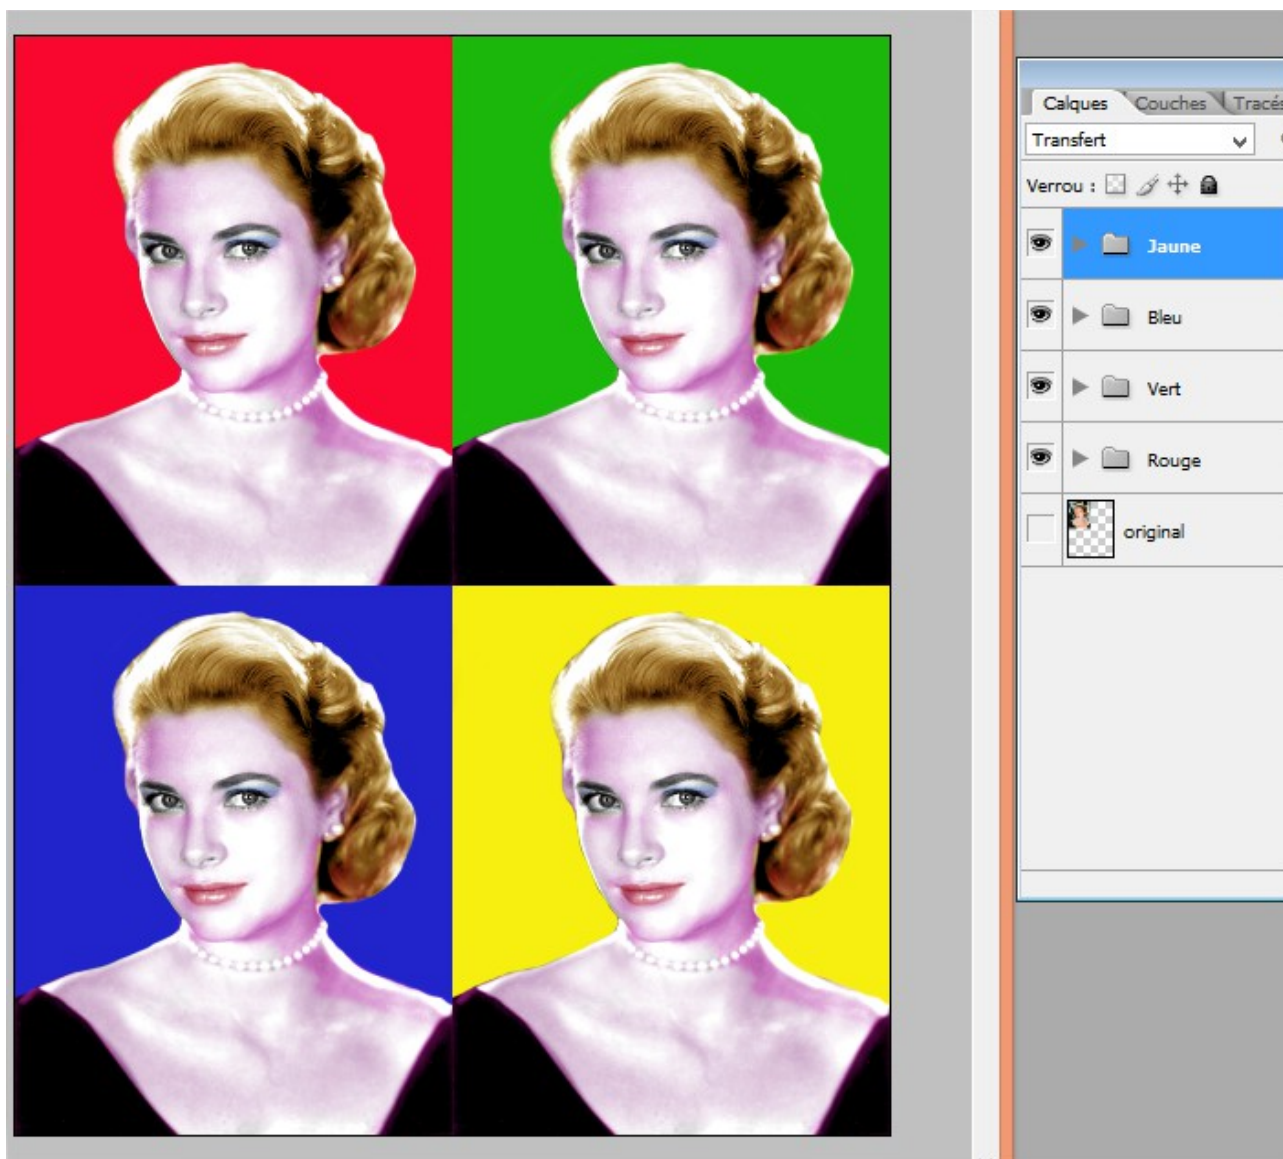 Calques Couches Tracés
Transfert
Verrou :
Jaune
Bleu
Vert
Rouge
original